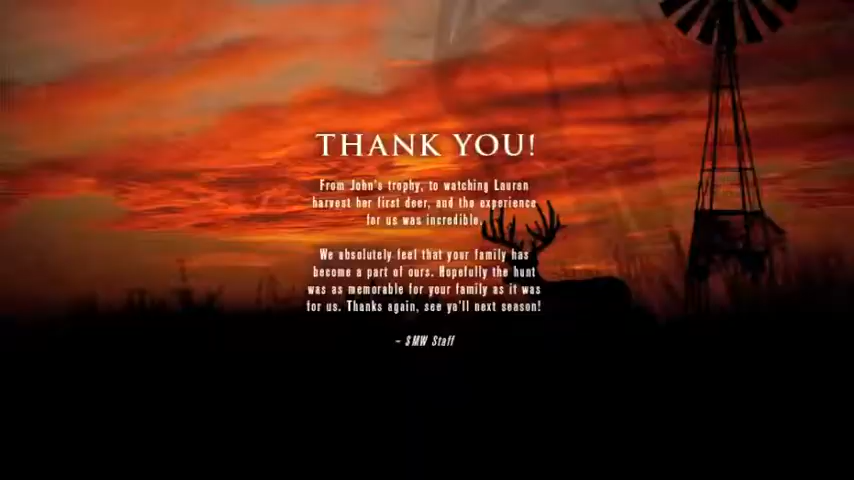 THANK YOU!
From John's trophy, to watching Lauren
harvest her first deer, and the experience
for us was incredible.
We absolutely feel that your family has
become a part of ours. Hopefully the hunt
was as memorable for your family as it was
for us. Thanks again, see ya'll next season!
~ SMW Staff